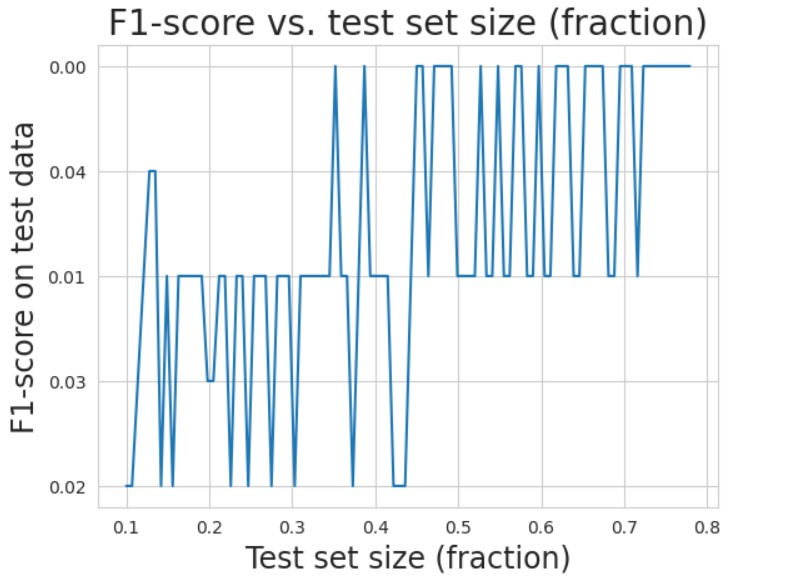 F1-score vs. test set size (fraction)
F1-score on test data
0.00
0.04
0.01
0.03
0.02
0.1 0.2 0.3 0.4 0.5 0.6 0.7 0.8
Test set size (fraction)